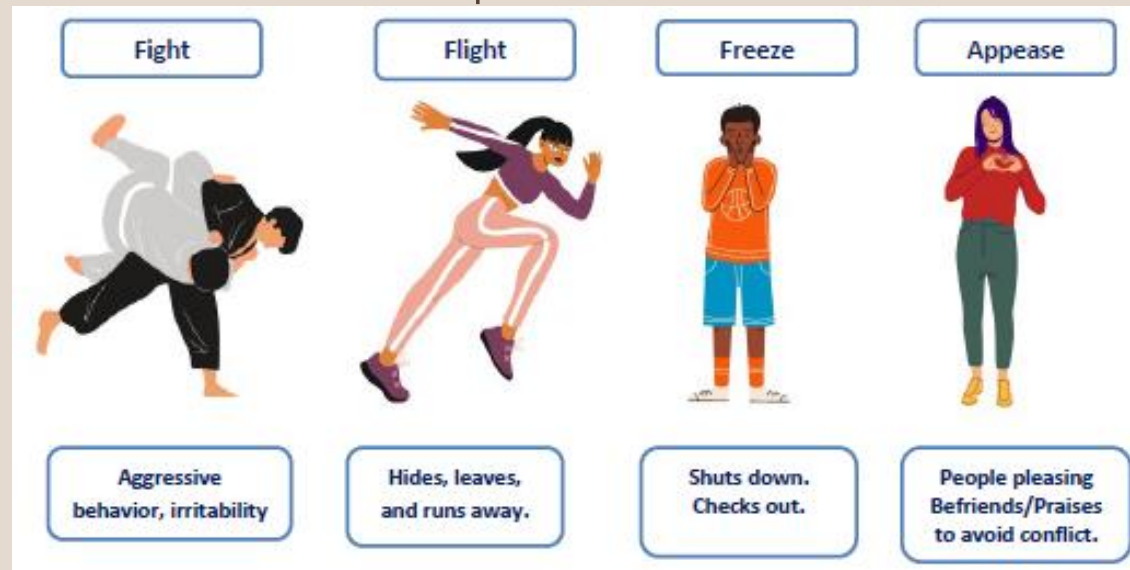 Fight
Flight
Freeze
Appease
Aggressive
behavior, irritability
Hides, leaves,
and runs away.
Shuts down.
Checks out.
People pleasing
Befriends/Praises
to avoid conflict.